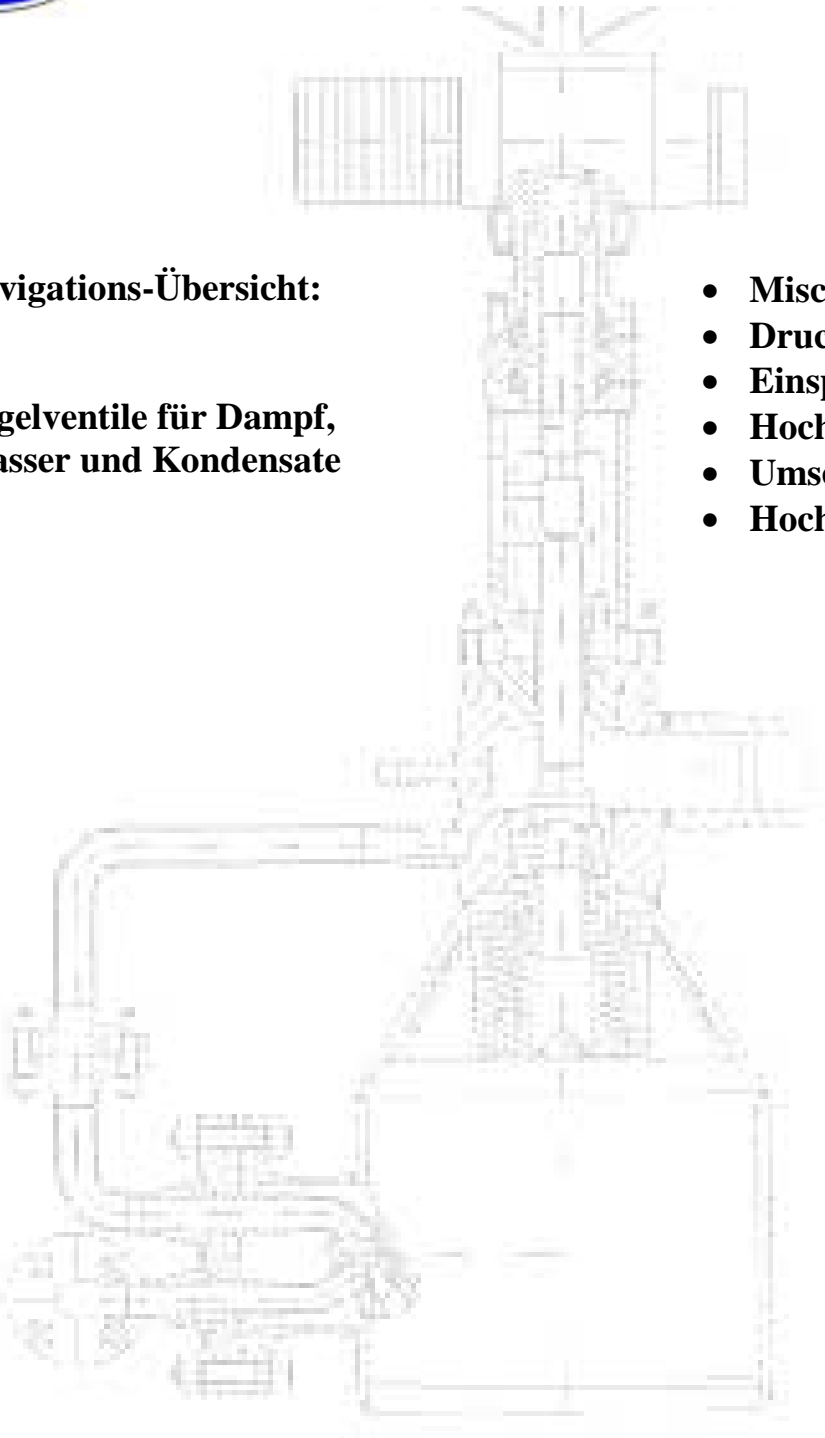 vigations-Übersicht:
gelventile für Dampf,
asser und Kondensate
• Misc
• Druc
• Einsp
• Hoch
• Umsc
• Hoch